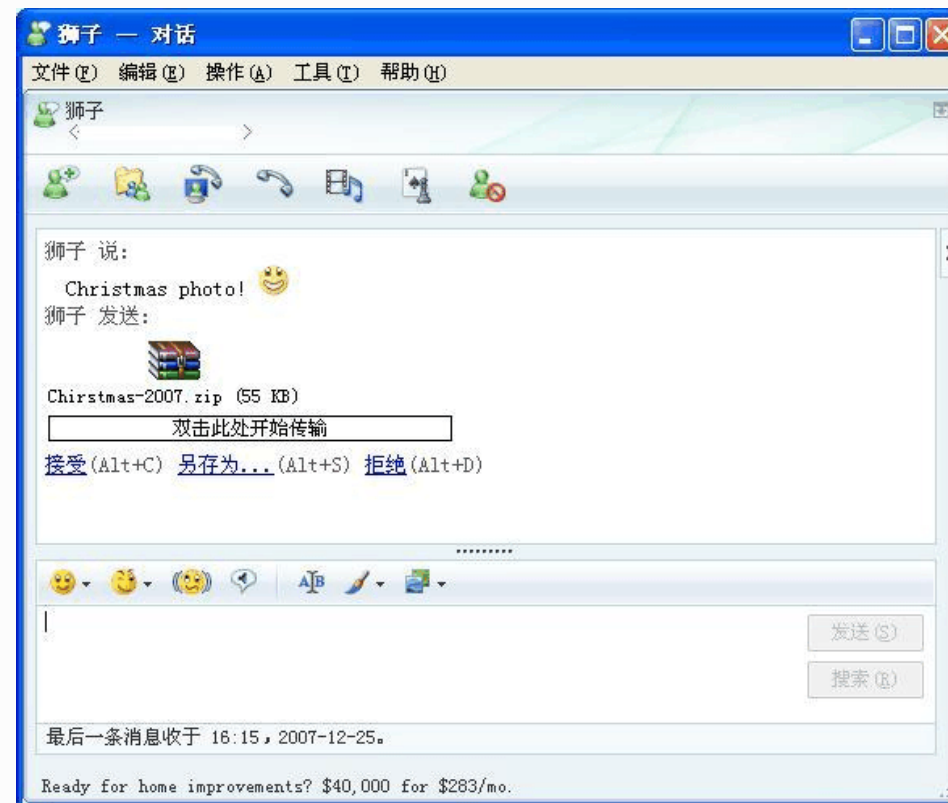 狮子 — 对话
文件(F) 编辑(E) 操作(A) 工具(T) 帮助(H)
狮子
< >
狮子 说:
Christmas photo!
狮子 发送:
Chirstmas-2007.zip (55 KB)
双击此处开始传输
接受(Alt+C) 另存为...(Alt+S) 拒绝(Alt+D)
发送(S)
搜索(R)
最后一条消息收于 16:15，2007-12-25。
Ready for home improvements? $40,000 for $283/mo.